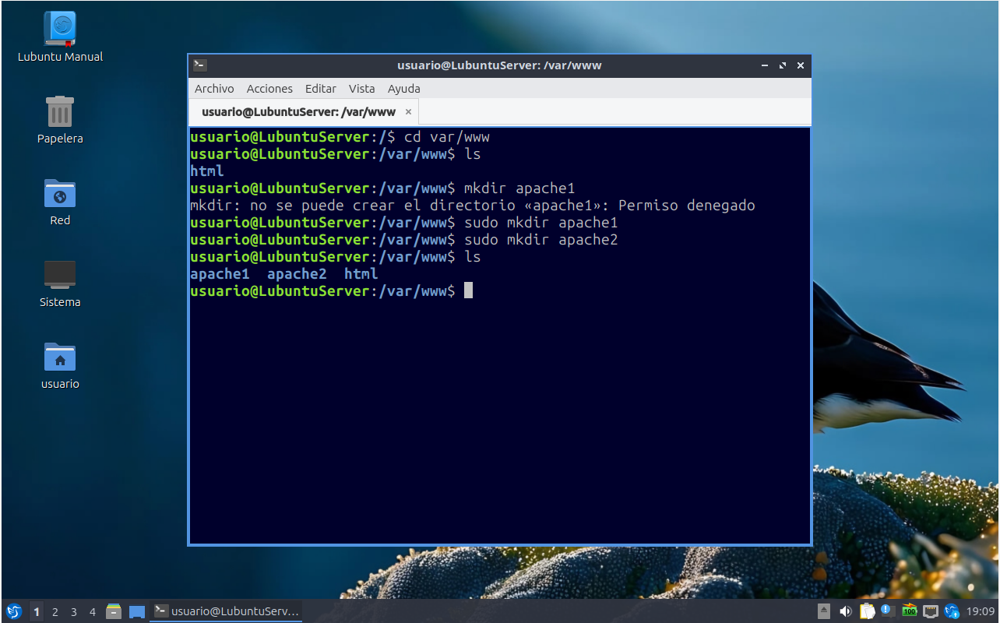 Lubuntu Manual
Papelera
Red
Sistema
usuario
usuario@LubuntuServer: /var/www
Archivo Acciones Editar Vista Ayuda
usuario@LubuntuServer: /var/www ×
usuario@LubuntuServer:/$ cd var/www
usuario@LubuntuServer:/var/www$ ls
html
usuario@LubuntuServer:/var/www$ mkdir apache1
mkdir: no se puede crear el directorio «apache1»: Permiso denegado
usuario@LubuntuServer:/var/www$ sudo mkdir apache1
usuario@LubuntuServer:/var/www$ sudo mkdir apache2
usuario@LubuntuServer:/var/www$ ls
apache1 apache2 html
usuario@LubuntuServer:/var/www$
1 2 3 4 usuario@LubuntuServ... 100 19:09